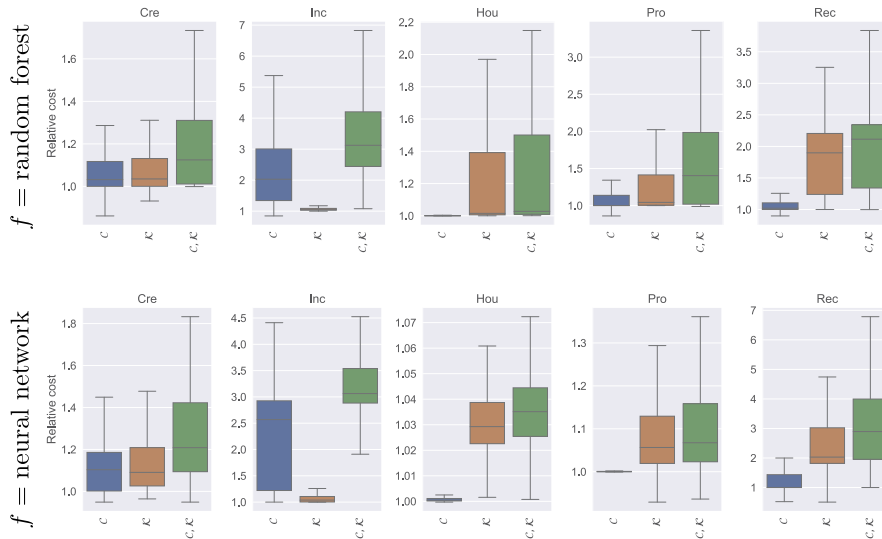 f = random forest
Cre
Relative cost
1.6
1.4
1.2
1.0
C
K
C, K
Inc
7
6
5
4
3
2
1
C
K
C, K
Hou
2.2
2.0
1.8
1.6
1.4
1.2
1.0
C
K
C, K
Pro
3.0
2.5
2.0
1.5
1.0
C
K
C, K
Rec
3.5
3.0
2.5
2.0
1.5
1.0
C
K
C, K
f = neural network
Cre
Relative cost
1.8
1.6
1.4
1.2
1.0
C
K
C, K
Inc
4.5
4.0
3.5
3.0
2.5
2.0
1.5
1.0
C
K
C, K
Hou
1.07
1.06
1.05
1.04
1.03
1.02
1.01
1.00
C
K
C, K
Pro
1.3
1.2
1.1
1.0
C
K
C, K
Rec
7
6
5
4
3
2
1
C
K
C, K